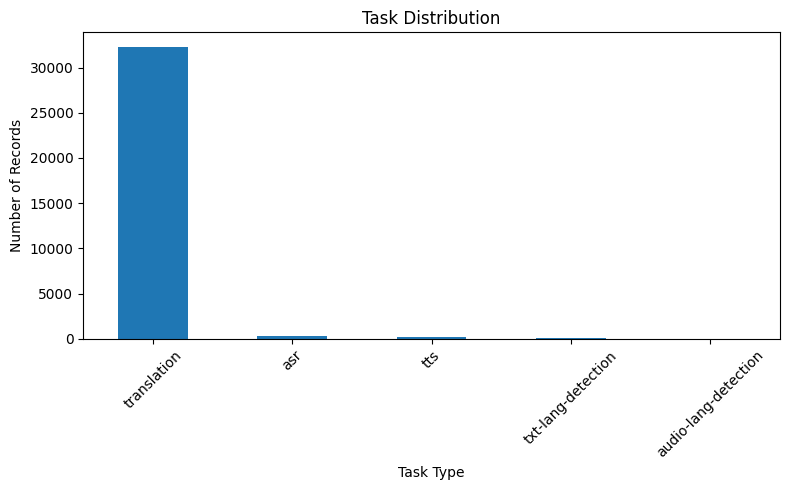 Task Distribution
Number of Records
30000
25000
20000
15000
10000
5000
0
translation
asr
tts
txt-lang-detection
audio-lang-detection
Task Type